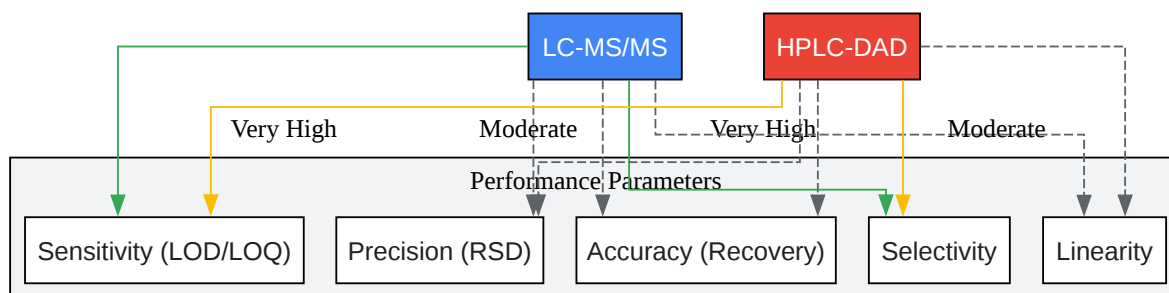 LC-MS/MS
HPLC-DAD
Very High
Moderate
Very High
Moderate
Performance Parameters
Sensitivity (LOD/LOQ)
Precision (RSD)
Accuracy (Recovery)
Selectivity
Linearity